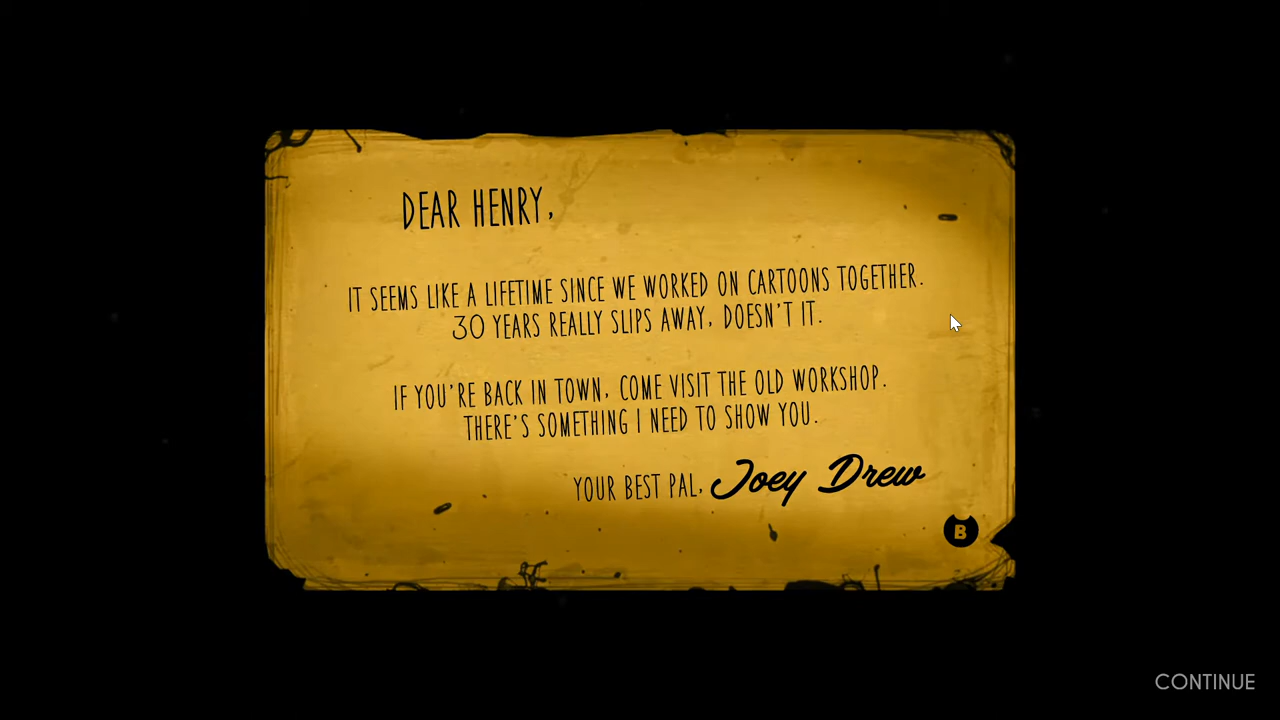 DEAR HENRY,
IT SEEMS LIKE A LIFETIME SINCE WE WORKED ON CARTOONS TOGETHER.
30 YEARS REALLY SLIPS AWAY, DOESN'T IT.
IF YOU'RE BACK IN TOWN, COME VISIT THE OLD WORKSHOP.
THERE'S SOMETHING I NEED TO SHOW YOU.
YOUR BEST PAL, Joey Drew
B
CONTINUE